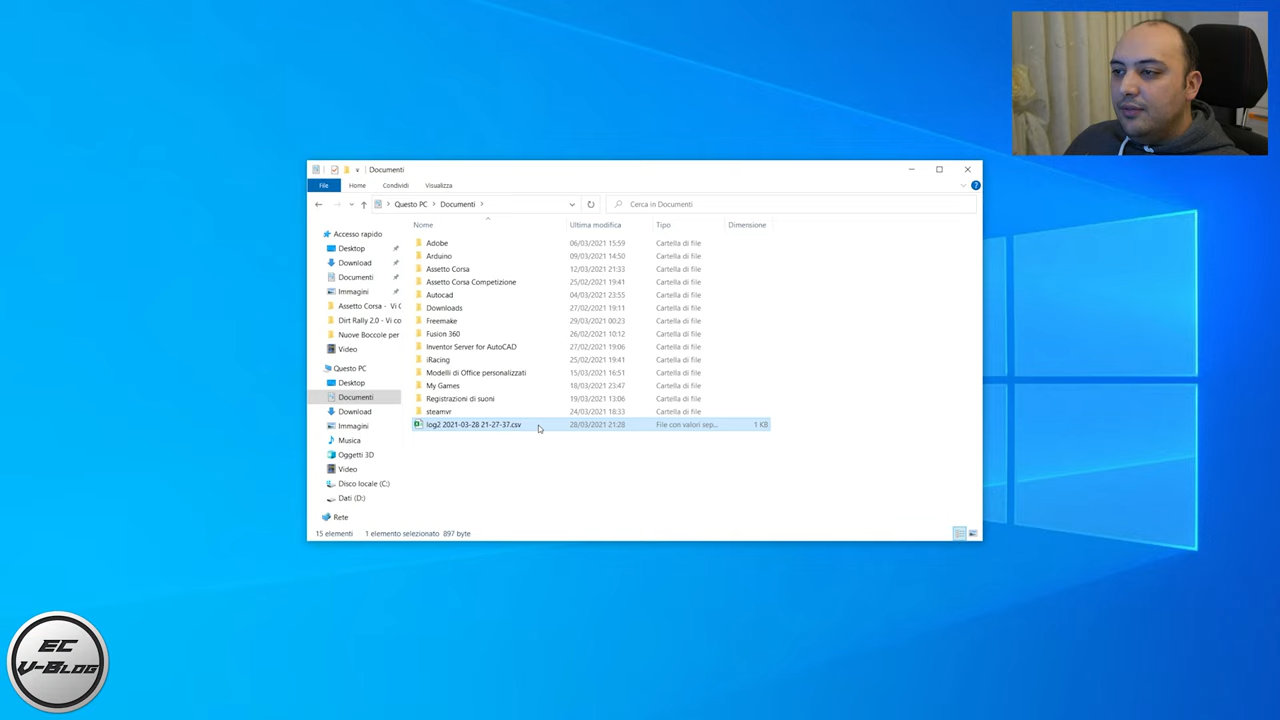 Documenti
File Home Condividi Visualizza
Questo PC Documenti Cerca in Documenti
Nome Ultima modifica Tipo Dimensione
Accesso rapido
Desktop
Download
Documenti
Immagini
Assetto Corsa - Vi C
Dirt Rally 2.0 - Vi co
Nuove Boccole per
Video
Questo PC
Desktop
Documenti
Download
Immagini
Musica
Oggetti 3D
Video
Disco locale (C:)
Dati (D:)
Rete
Adobe 06/03/2021 15:59 Cartella di file
Arduino 09/03/2021 14:50 Cartella di file
Assetto Corsa 12/03/2021 21:33 Cartella di file
Assetto Corsa Competizione 25/02/2021 19:41 Cartella di file
Autocad 04/03/2021 23:55 Cartella di file
Downloads 27/02/2021 19:11 Cartella di file
Freemake 29/03/2021 00:23 Cartella di file
Fusion 360 26/02/2021 10:12 Cartella di file
Inventor Server for AutoCAD 27/02/2021 19:06 Cartella di file
iRacing 25/02/2021 19:41 Cartella di file
Modelli di Office personalizzati 15/03/2021 16:51 Cartella di file
My Games 18/03/2021 23:47 Cartella di file
Registrazioni di suoni 19/03/2021 13:06 Cartella di file
steamvr 24/03/2021 18:33 Cartella di file
log2 2021-03-28 21-27-37.csv 28/03/2021 21:28 File con valori sep... 1 KB
15 elementi 1 elemento selezionato 897 byte
EC
V-Blog